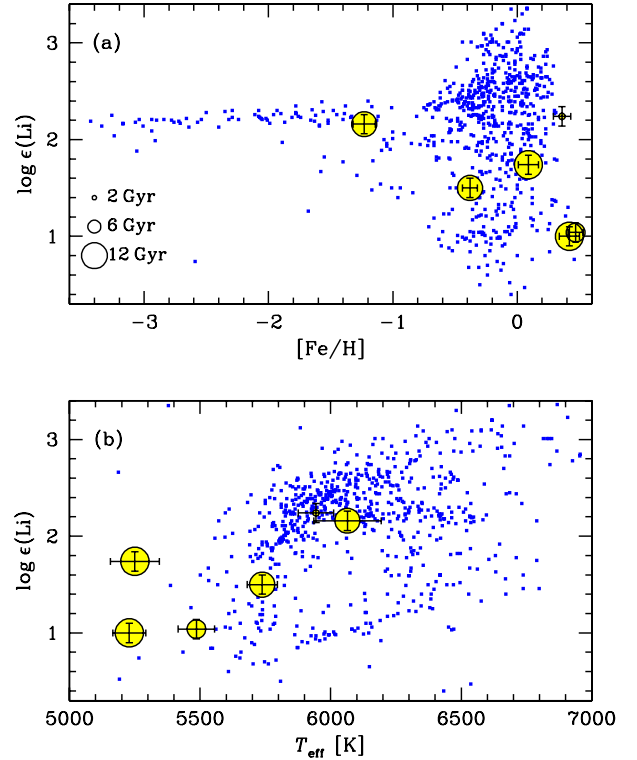 (a)
3
2
1
log ϵ(Li)
2 Gyr
6 Gyr
12 Gyr
−3 −2 −1 0
[Fe/H]
(b)
3
2
1
log ϵ(Li)
5000 5500 6000 6500 7000
T_eff [K]